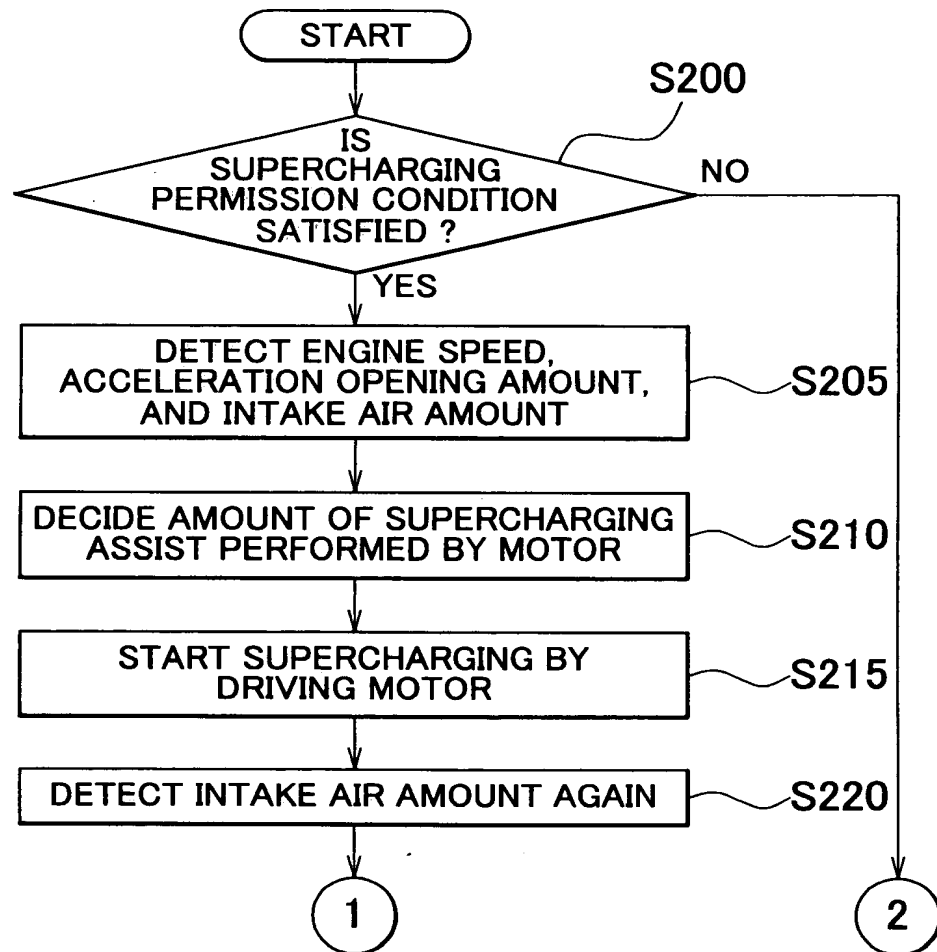 START
S200
IS
SUPERCHARGING
PERMISSION CONDITION
SATISFIED ?
NO
YES
DETECT ENGINE SPEED,
ACCELERATION OPENING AMOUNT,
AND INTAKE AIR AMOUNT
S205
DECIDE AMOUNT OF SUPERCHARGING
ASSIST PERFORMED BY MOTOR
S210
START SUPERCHARGING BY
DRIVING MOTOR
S215
DETECT INTAKE AIR AMOUNT AGAIN
S220
1
2